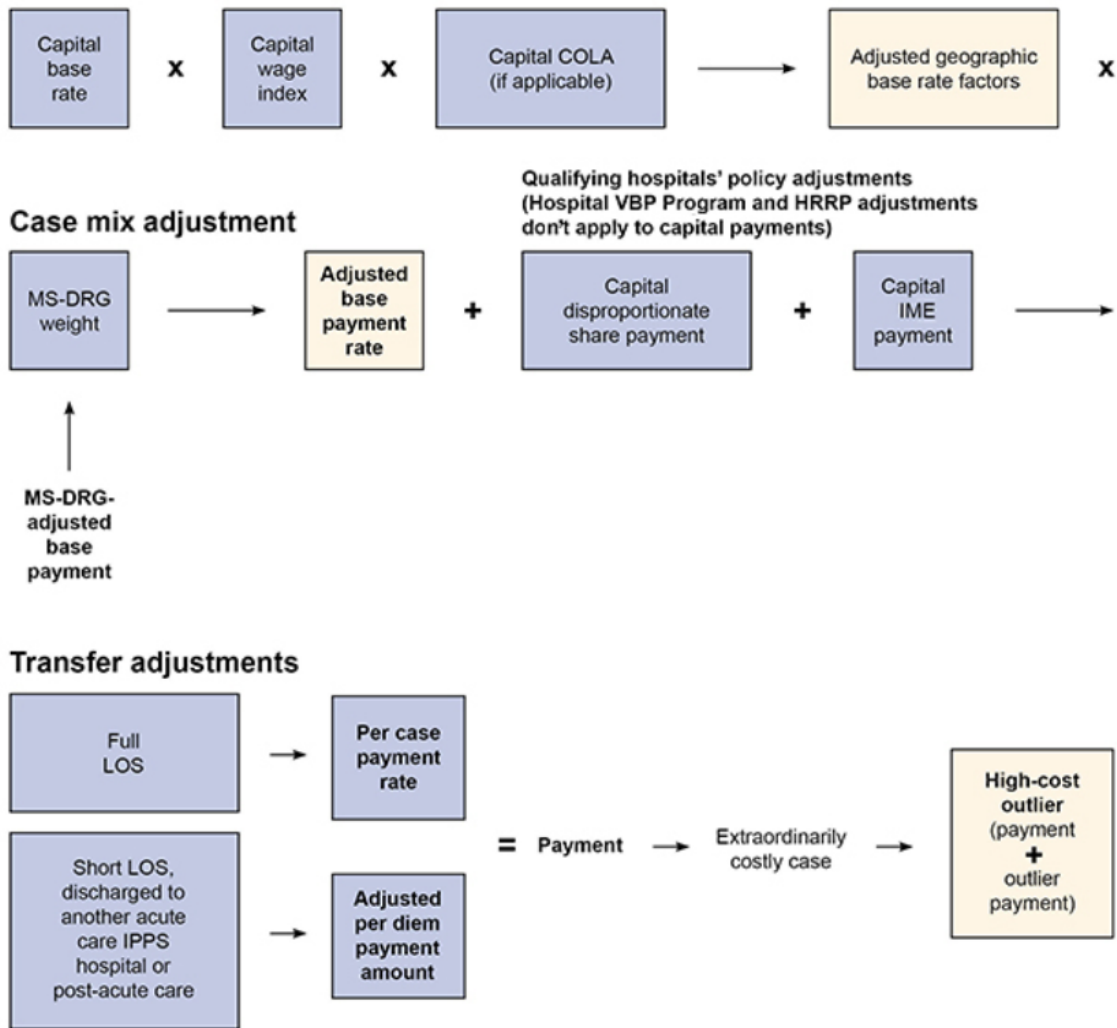 Capital
base
rate
x
Capital
wage
index
x
Capital COLA
(if applicable)
Adjusted geographic
base rate factors
x
Qualifying hospitals' policy adjustments
(Hospital VBP Program and HRRP adjustments
don't apply to capital payments)
Case mix adjustment
MS-DRG
weight
Adjusted
base
payment
rate
+
Capital
disproportionate
share payment
+
Capital
IME
payment
MS-DRG-
adjusted
base
payment
Transfer adjustments
Full
LOS
Per case
payment
rate
Short LOS,
discharged to
another acute
care IPPS
hospital or
post-acute care
Adjusted
per diem
payment
amount
= Payment
Extraordinarily
costly case
High-cost
outlier
(payment
+
outlier
payment)